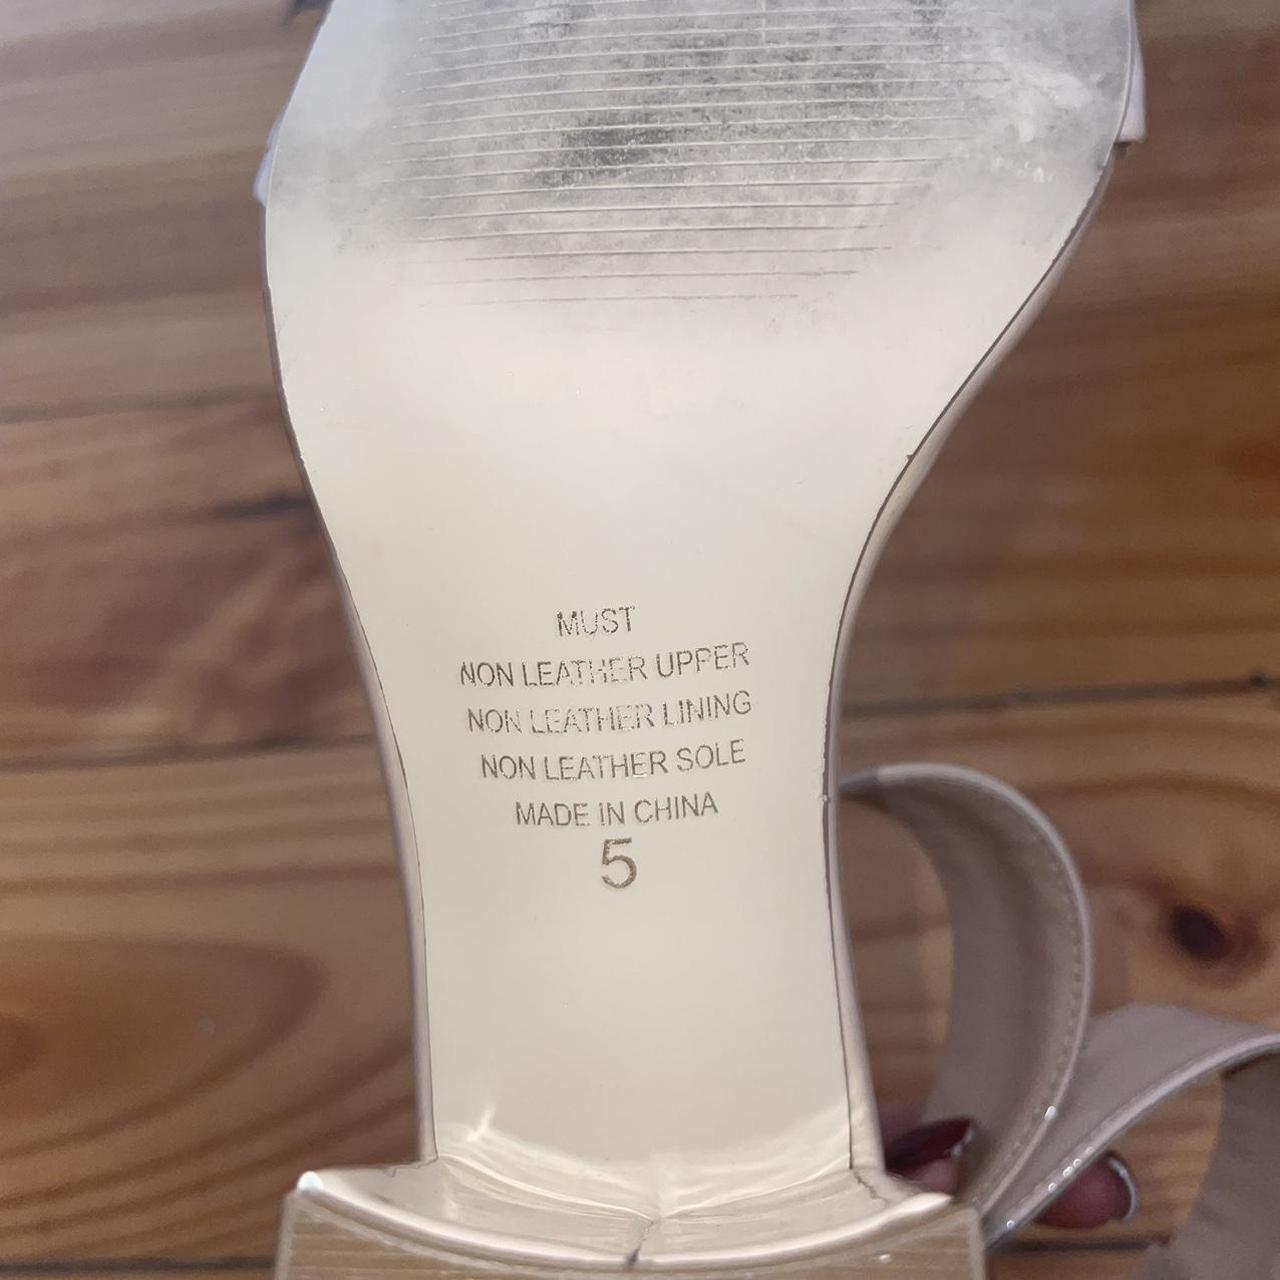 MUST
NON LEATHER UPPER
NON LEATHER LINING
NON LEATHER SOLE
MADE IN CHINA
5